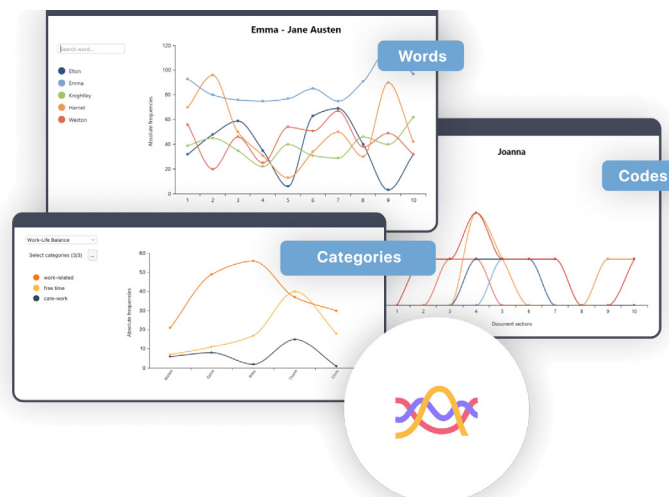 Emma - Jane Austen
Words
Search word...
Elton
Emma
Knightley
Harriet
Weston
Absolute frequencies
120
100
80
60
40
20
0
1 2 3 4 5 6 7 8 9 10
Joanna
Codes
1 2 3 4 5 6 7 8 9 10
Document sections
Work-Life Balance
Select categories (3/3) ...
work-related
free time
care-work
Categories
Absolute frequencies
60
50
40
30
20
10
0